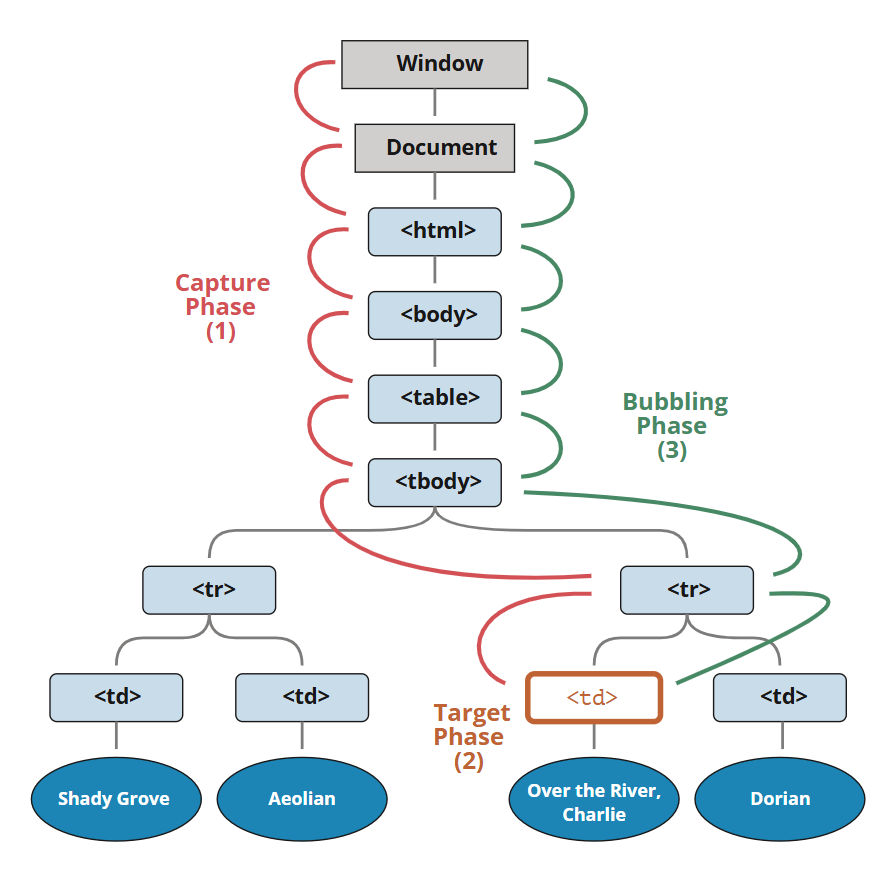 Window
Document
<html>
Capture
Phase
(1)
<body>
<table>
Bubbling
Phase
(3)
<tbody>
<tr>
<tr>
<td>
<td>
<td>
<td>
Target
Phase
(2)
Shady Grove
Aeolian
Over the River,
Charlie
Dorian